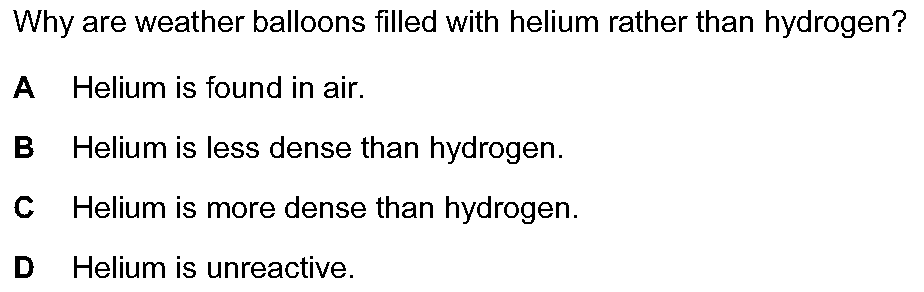 Why are weather balloons filled with helium rather than hydrogen?
A Helium is found in air.
B Helium is less dense than hydrogen.
C Helium is more dense than hydrogen.
D Helium is unreactive.